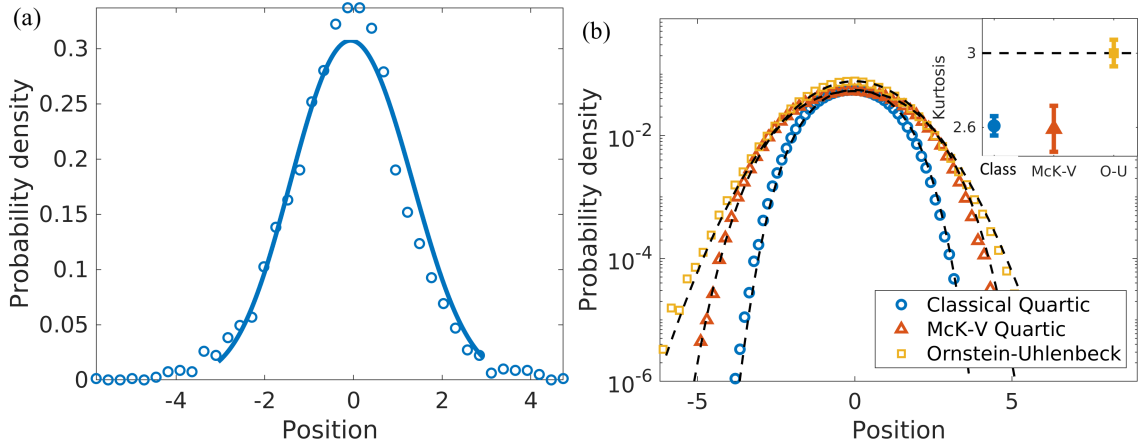 (a)
Probability density
0.3
0.25
0.2
0.15
0.1
0.05
0
-4
-2
0
2
4
Position
(b)
Probability density
10⁻²
10⁻⁴
10⁻⁶
-5
0
5
Position
Kurtosis
3
2.6
Class
McK-V
O-U
Classical Quartic
McK-V Quartic
Ornstein-Uhlenbeck